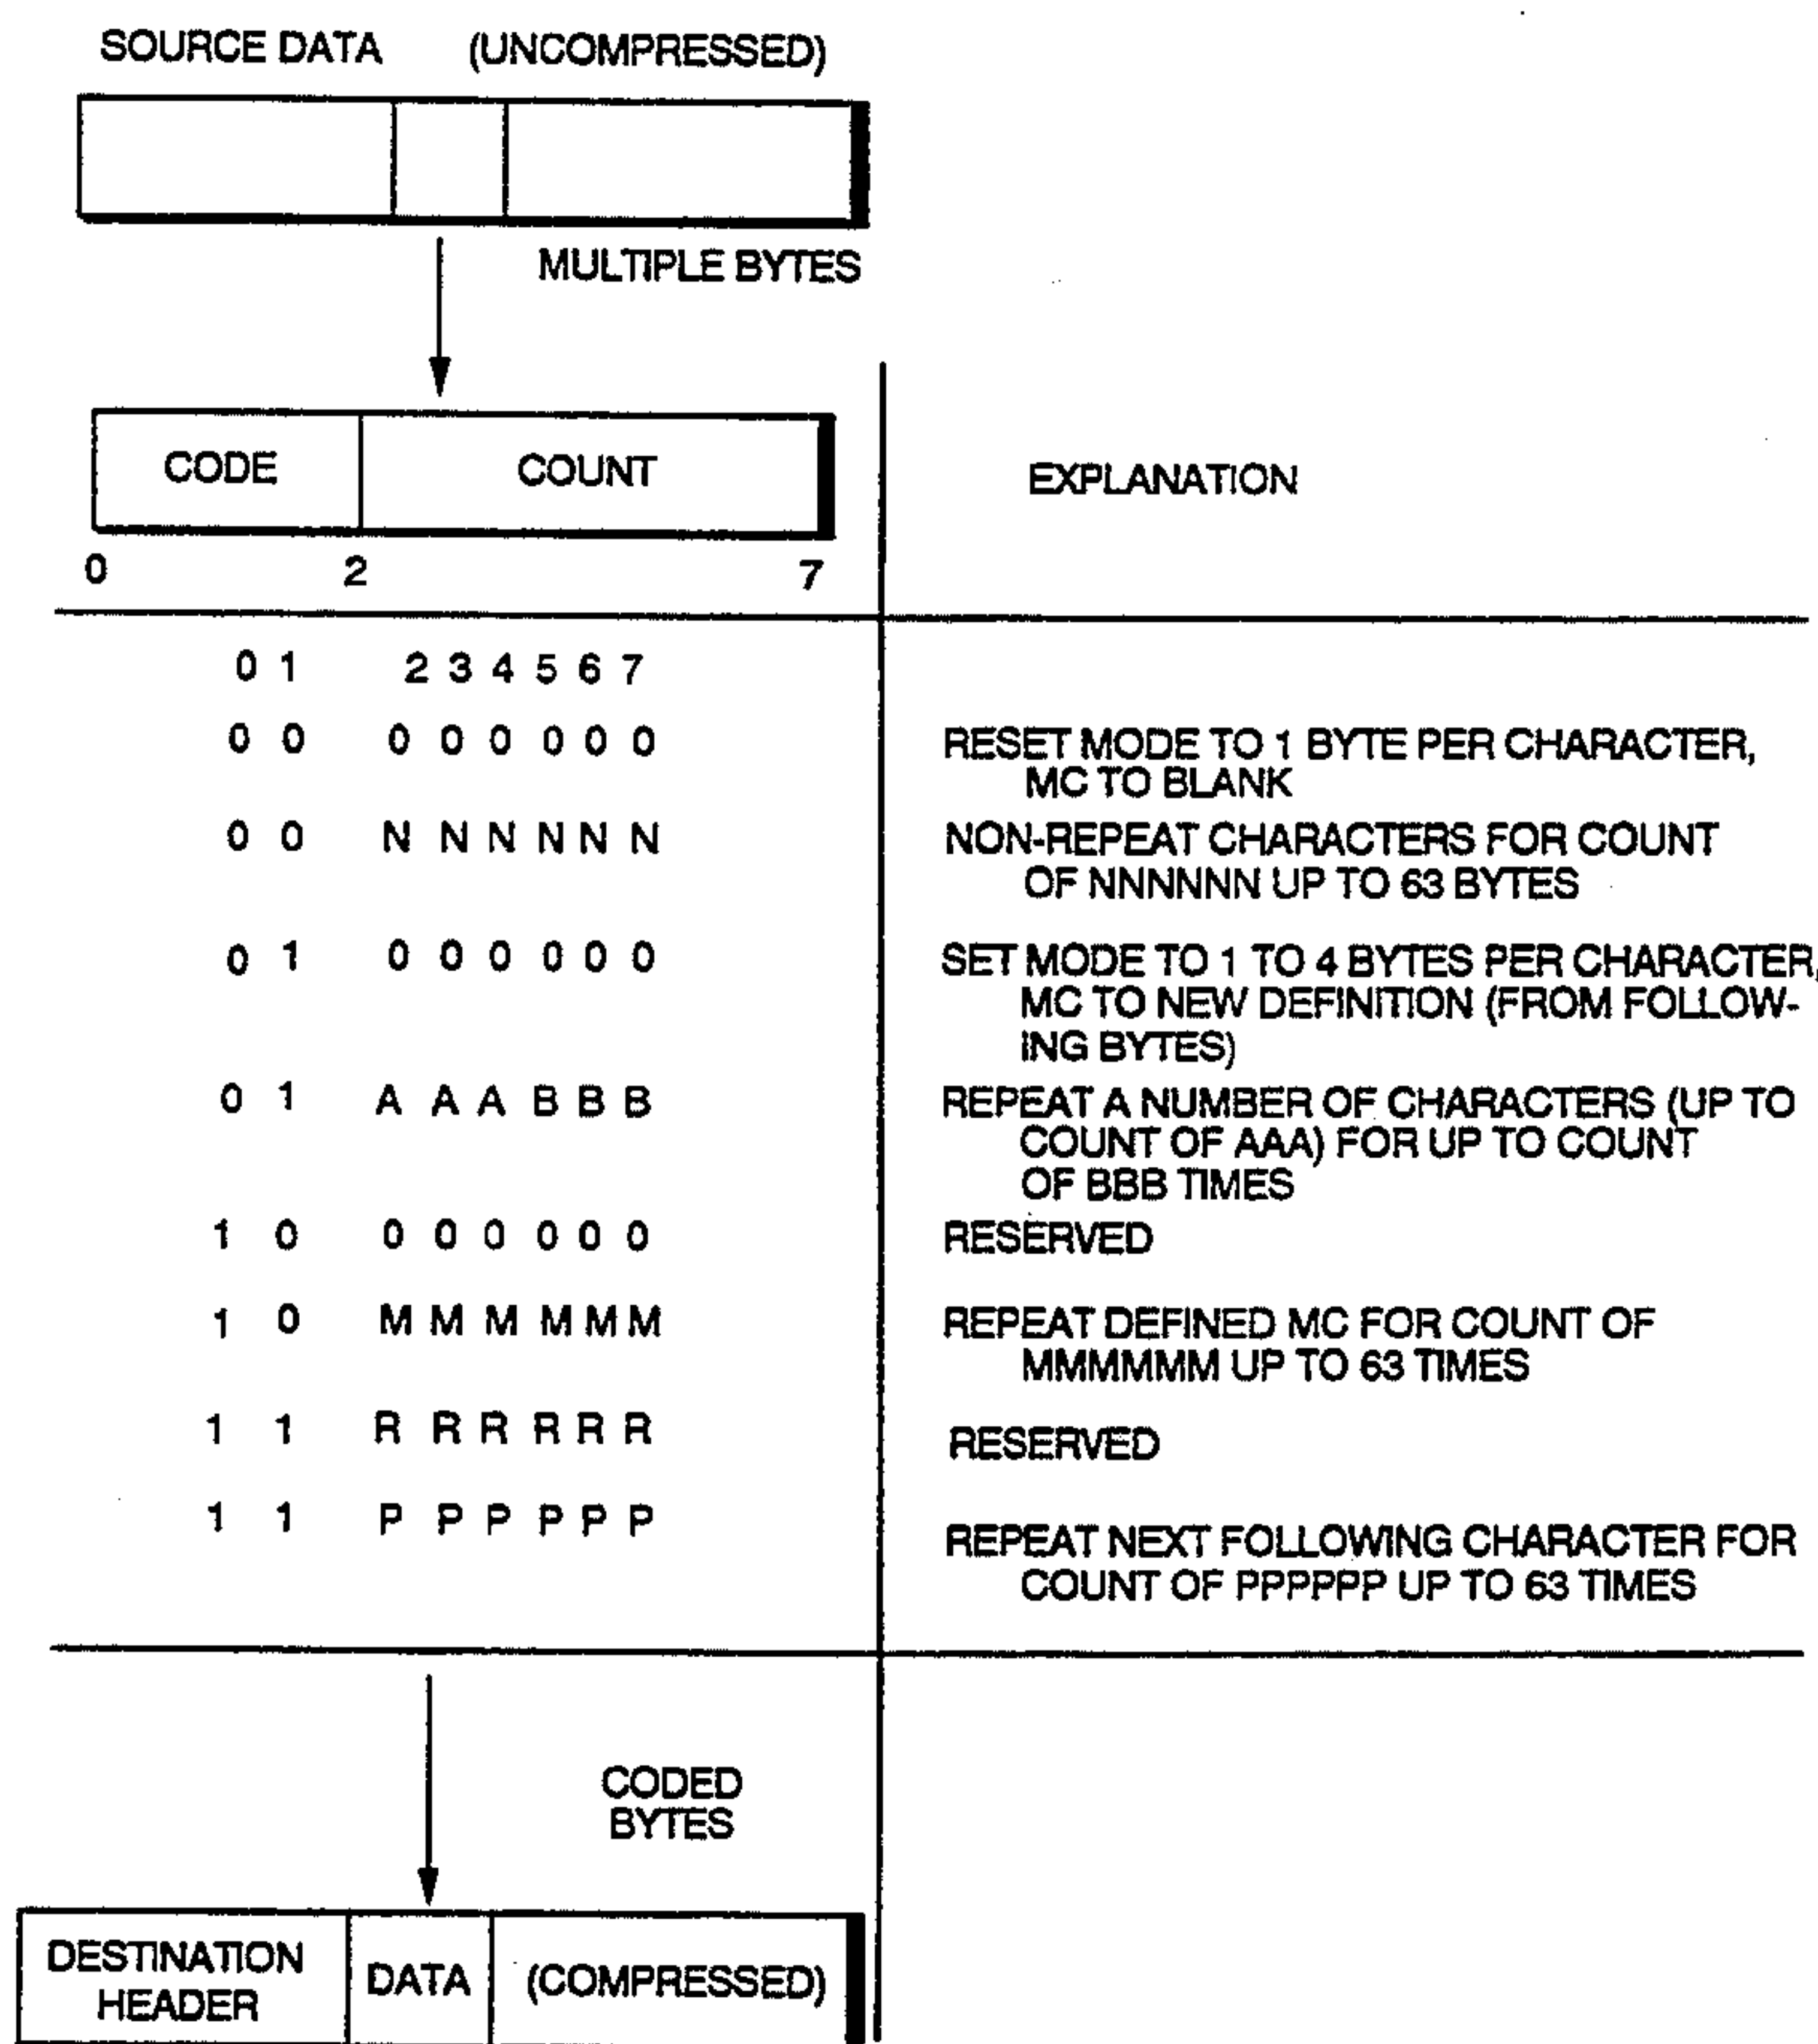 SOURCE DATA (UNCOMPRESSED)
MULTIPLE BYTES
CODE COUNT
EXPLANATION
0 2 7
0 1 2 3 4 5 6 7
0 0 0 0 0 0 0 0
RESET MODE TO 1 BYTE PER CHARACTER,
MC TO BLANK
0 0 N N N N N N
NON-REPEAT CHARACTERS FOR COUNT
OF NNNNNN UP TO 63 BYTES
0 1 0 0 0 0 0 0
SET MODE TO 1 TO 4 BYTES PER CHARACTER,
MC TO NEW DEFINITION (FROM FOLLOW-
ING BYTES)
0 1 A A A B B B
REPEAT A NUMBER OF CHARACTERS (UP TO
COUNT OF AAA) FOR UP TO COUNT
OF BBB TIMES
1 0 0 0 0 0 0 0
RESERVED
1 0 M M M M M M
REPEAT DEFINED MC FOR COUNT OF
MMMMMM UP TO 63 TIMES
1 1 R R R R R R
RESERVED
1 1 P P P P P P
REPEAT NEXT FOLLOWING CHARACTER FOR
COUNT OF PPPPPP UP TO 63 TIMES
CODED
BYTES
DESTINATION
HEADER
DATA
(COMPRESSED)